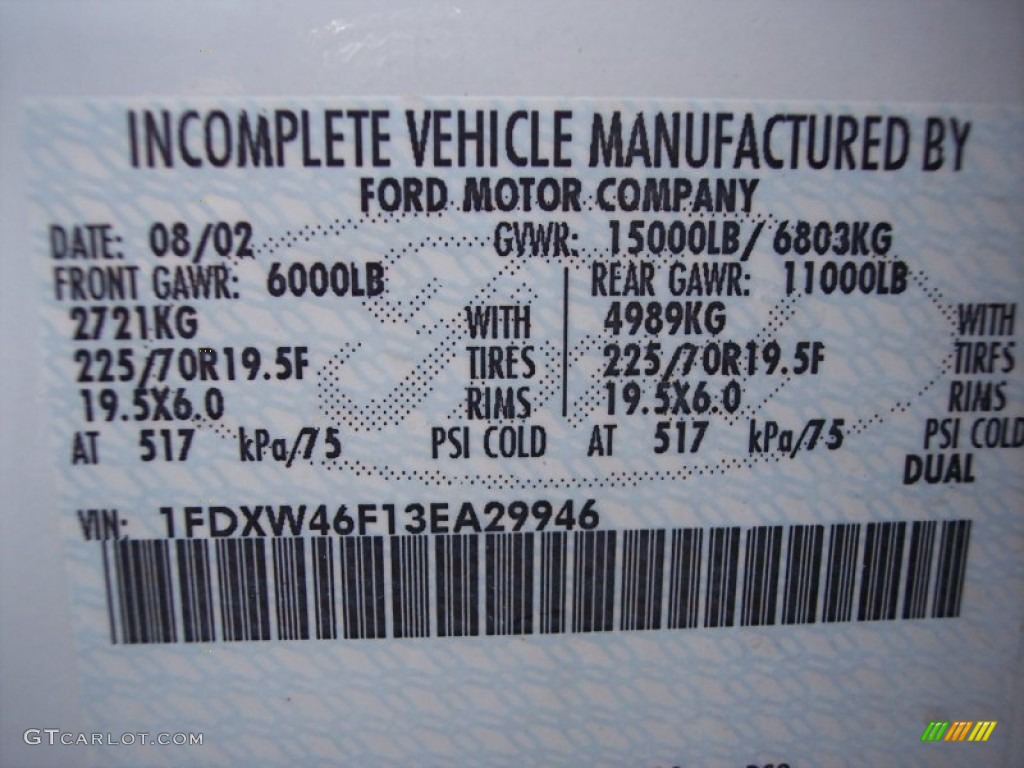 INCOMPLETE VEHICLE MANUFACTURED BY
FORD MOTOR COMPANY
DATE: 08/02 GVWR: 15000LB/ 6803KG
FRONT GAWR: 6000LB REAR GAWR: 11000LB
2721KG WITH 4989KG WITH
225/70R19.5F TIRES 225/70R19.5F TIRES
19.5X6.0 RIMS 19.5X6.0 RIMS
AT 517 kPa/75 PSI COLD AT 517 kPa/75 PSI COLD
DUAL
VIN: 1FDXW46F13EA29946
GTCARLOT.COM